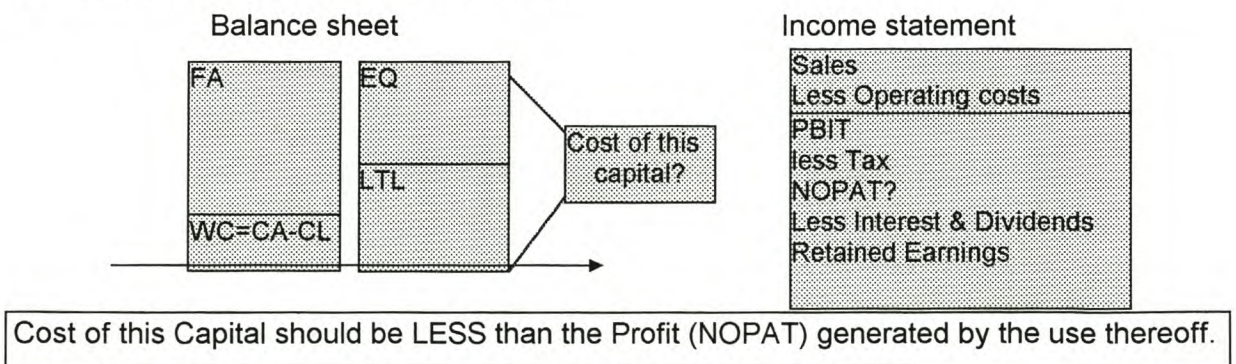 Balance sheet
FA
WC=CA-CL
EQ
LTL
Cost of this
capital?
Income statement
Sales
Less Operating costs
PBIT
less Tax
NOPAT?
Less Interest & Dividends
Retained Earnings
Cost of this Capital should be LESS than the Profit (NOPAT) generated by the use thereoff.